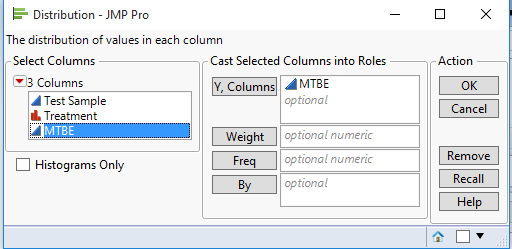 Distribution - JMP Pro
The distribution of values in each column
Select Columns
3 Columns
Test Sample
Treatment
MTBE
Histograms Only
Cast Selected Columns into Roles
Y, Columns
MTBE
optional
Weight
optional numeric
Freq
optional numeric
By
optional
Action
OK
Cancel
Remove
Recall
Help